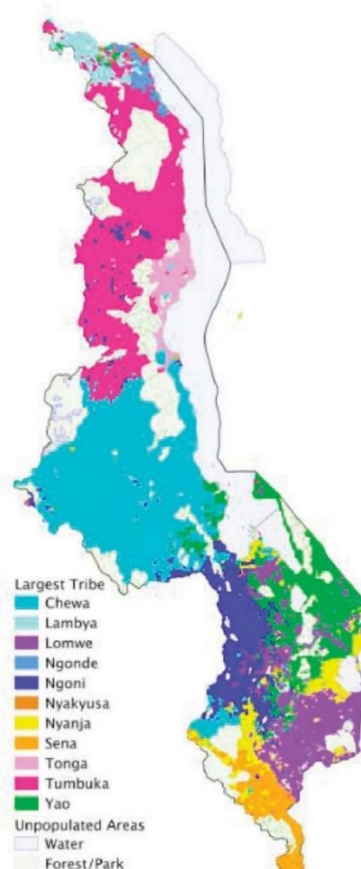 Largest Tribe
Chewa
Lambya
Lomwe
Ngonde
Ngoni
Nyakyusa
Nyanja
Sena
Tonga
Tumbuka
Yao
Unpopulated Areas
Water
Forest/Park